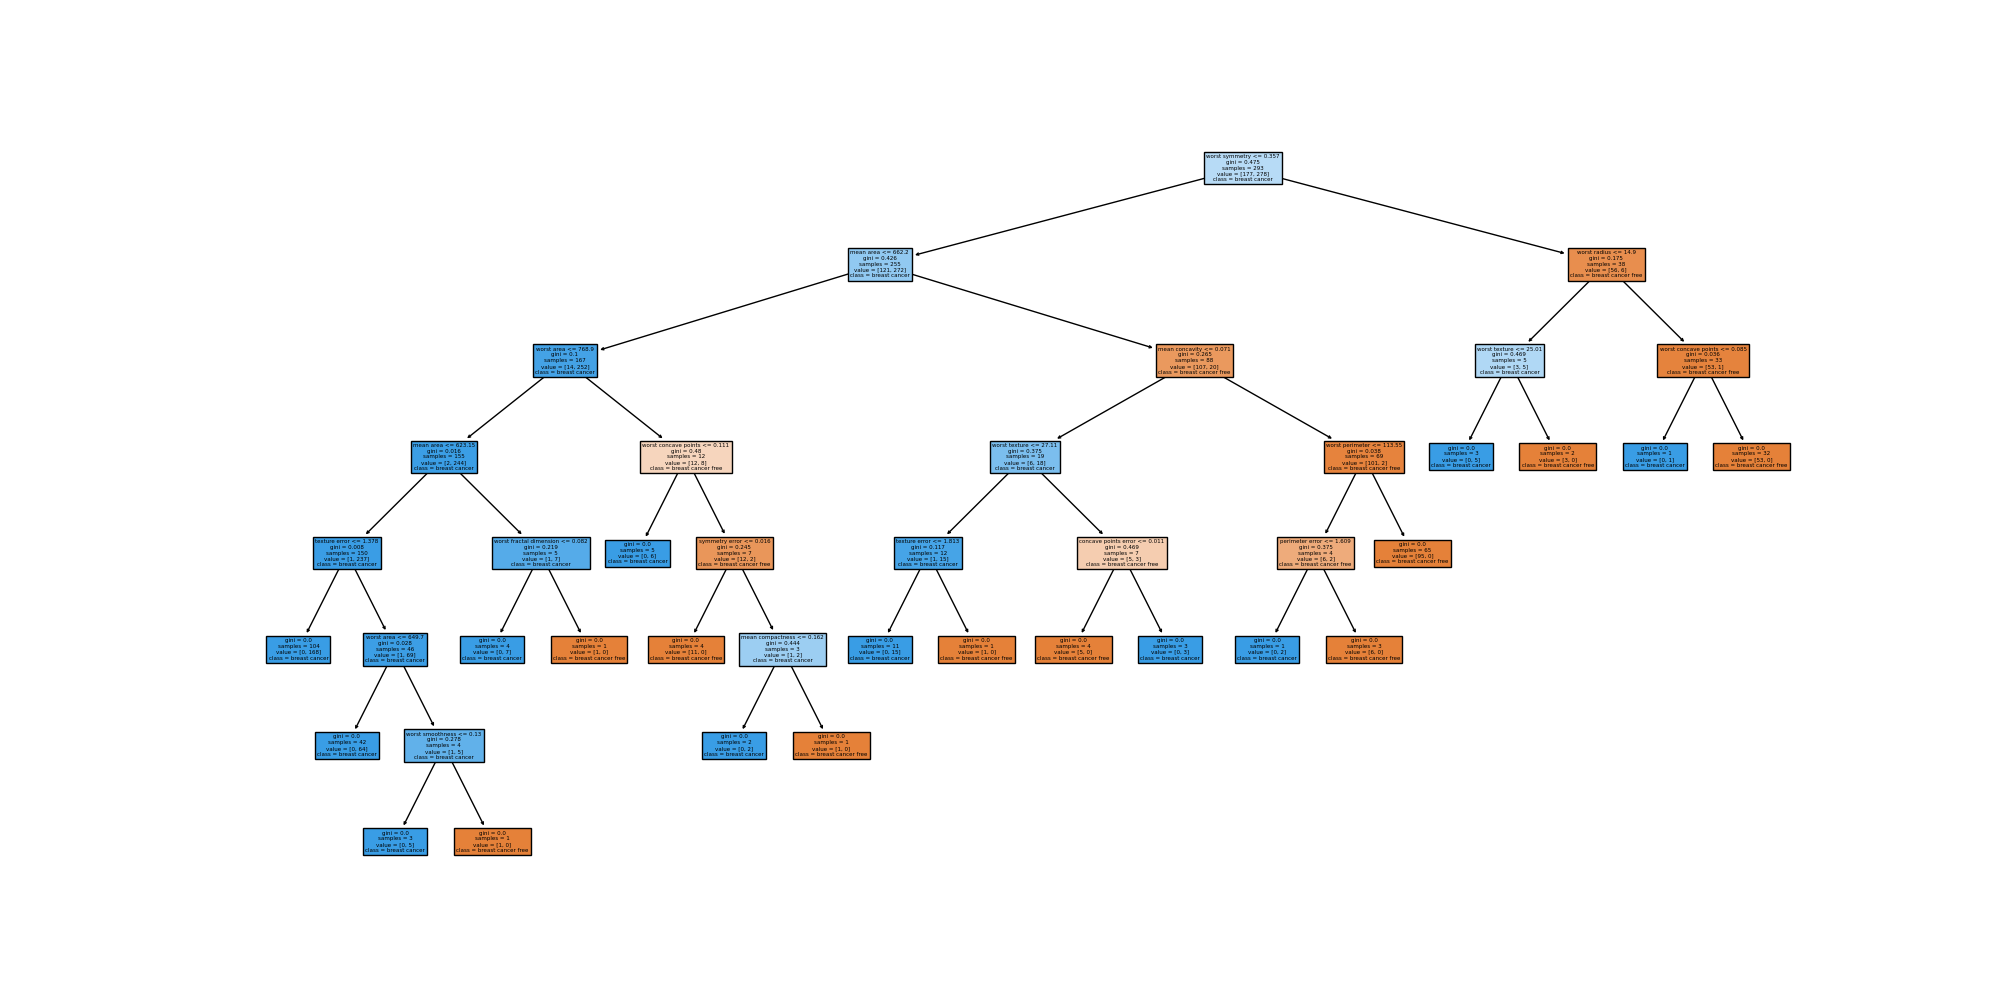 worst symmetry <= 0.357
gini = 0.475
samples = 293
value = [177, 278]
class = breast cancer
mean area <= 662.2
gini = 0.426
samples = 255
value = [121, 272]
class = breast cancer
worst radius <= 14.9
gini = 0.175
samples = 38
value = [56, 6]
class = breast cancer free
worst area <= 768.9
gini = 0.1
samples = 167
value = [14, 252]
class = breast cancer
mean concavity <= 0.071
gini = 0.265
samples = 88
value = [107, 20]
class = breast cancer free
worst texture <= 25.01
gini = 0.469
samples = 5
value = [3, 5]
class = breast cancer
worst concave points <= 0.085
gini = 0.036
samples = 33
value = [53, 1]
class = breast cancer free
mean area <= 623.15
gini = 0.016
samples = 155
value = [2, 244]
class = breast cancer
worst concave points <= 0.111
gini = 0.48
samples = 12
value = [12, 8]
class = breast cancer free
worst texture <= 27.11
gini = 0.375
samples = 19
value = [6, 18]
class = breast cancer
worst perimeter <= 113.55
gini = 0.038
samples = 69
value = [101, 2]
class = breast cancer free
gini = 0.0
samples = 3
value = [0, 5]
class = breast cancer
gini = 0.0
samples = 2
value = [3, 0]
class = breast cancer free
gini = 0.0
samples = 1
value = [0, 1]
class = breast cancer
gini = 0.0
samples = 32
value = [53, 0]
class = breast cancer free
texture error <= 1.378
gini = 0.008
samples = 150
value = [1, 237]
class = breast cancer
worst fractal dimension <= 0.082
gini = 0.219
samples = 5
value = [1, 7]
class = breast cancer
gini = 0.0
samples = 5
value = [0, 6]
class = breast cancer
symmetry error <= 0.016
gini = 0.245
samples = 7
value = [12, 2]
class = breast cancer free
texture error <= 1.813
gini = 0.117
samples = 12
value = [1, 15]
class = breast cancer
concave points error <= 0.011
gini = 0.469
samples = 7
value = [5, 3]
class = breast cancer free
perimeter error <= 1.609
gini = 0.375
samples = 4
value = [6, 2]
class = breast cancer free
gini = 0.0
samples = 65
value = [95, 0]
class = breast cancer free
gini = 0.0
samples = 104
value = [0, 168]
class = breast cancer
worst area <= 649.7
gini = 0.028
samples = 46
value = [1, 69]
class = breast cancer
gini = 0.0
samples = 4
value = [0, 7]
class = breast cancer
gini = 0.0
samples = 1
value = [1, 0]
class = breast cancer free
gini = 0.0
samples = 4
value = [11, 0]
class = breast cancer free
mean compactness <= 0.162
gini = 0.444
samples = 3
value = [1, 2]
class = breast cancer
gini = 0.0
samples = 11
value = [0, 15]
class = breast cancer
gini = 0.0
samples = 1
value = [1, 0]
class = breast cancer free
gini = 0.0
samples = 4
value = [5, 0]
class = breast cancer free
gini = 0.0
samples = 3
value = [0, 3]
class = breast cancer
gini = 0.0
samples = 1
value = [0, 2]
class = breast cancer
gini = 0.0
samples = 3
value = [6, 0]
class = breast cancer free
gini = 0.0
samples = 42
value = [0, 64]
class = breast cancer
worst smoothness <= 0.13
gini = 0.278
samples = 4
value = [1, 5]
class = breast cancer
gini = 0.0
samples = 2
value = [0, 2]
class = breast cancer
gini = 0.0
samples = 1
value = [1, 0]
class = breast cancer free
gini = 0.0
samples = 3
value = [0, 5]
class = breast cancer
gini = 0.0
samples = 1
value = [1, 0]
class = breast cancer free